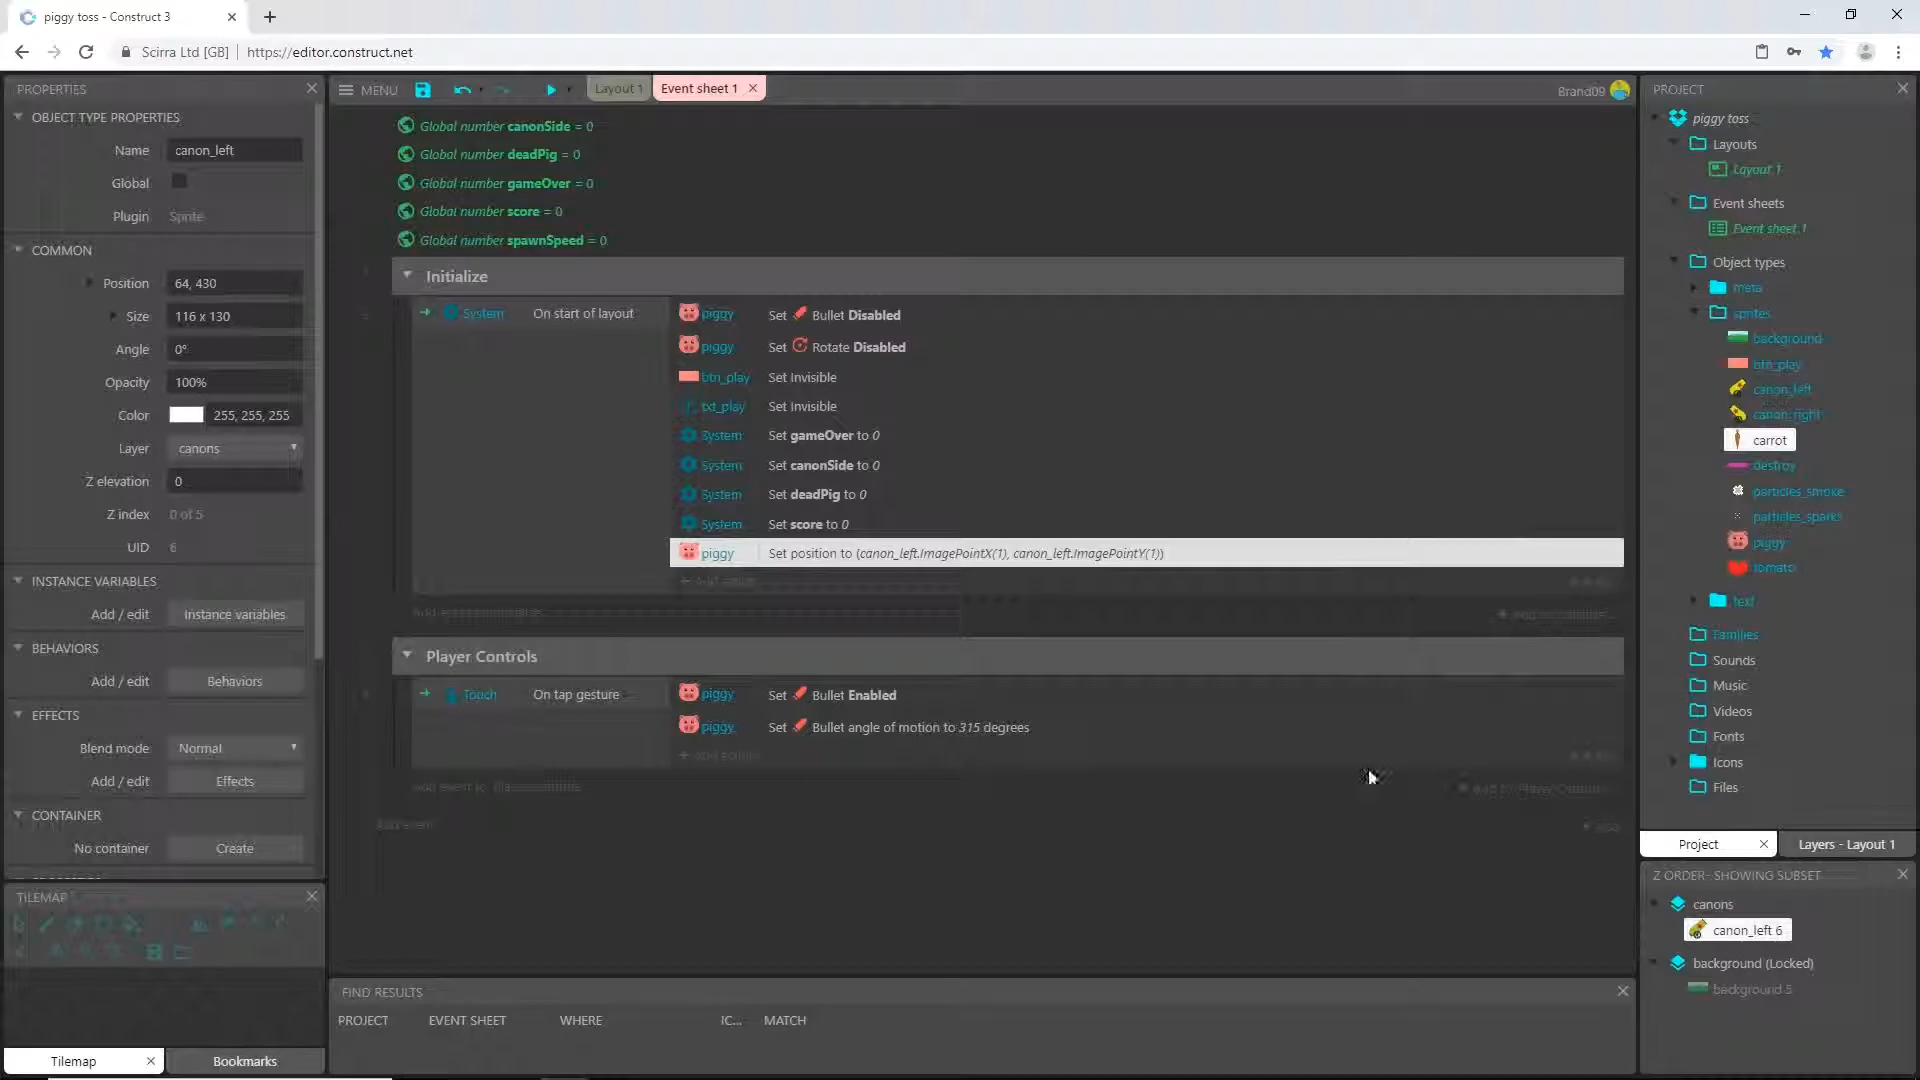 piggy toss - Construct 3
Scirra Ltd [GB]
https://editor.construct.net
PROPERTIES
OBJECT TYPE PROPERTIES
Name canon_left
Global
Plugin Sprite
COMMON
Position 64, 430
Size 116 x 130
Angle 0°
Opacity 100%
Color 255, 255, 255
Layer canons
Z elevation 0
Z index 0 of 5
UID 6
INSTANCE VARIABLES
Add / edit Instance variables
BEHAVIORS
Add / edit Behaviors
EFFECTS
Blend mode Normal
Add / edit Effects
CONTAINER
No container Create
TILEMAP
Tilemap Bookmarks
MENU
Layout 1 Event sheet 1
Brand09
Global number canonSide = 0
Global number deadPig = 0
Global number gameOver = 0
Global number score = 0
Global number spawnSpeed = 0
Initialize
System On start of layout
piggy Set Bullet Disabled
piggy Set Rotate Disabled
btn_play Set Invisible
txt_play Set Invisible
System Set gameOver to 0
System Set canonSide to 0
System Set deadPig to 0
System Set score to 0
piggy Set position to (canon_left.ImagePointX(1), canon_left.ImagePointY(1))
Player Controls
Touch On tap gesture
piggy Set Bullet Enabled
piggy Set Bullet angle of motion to 315 degrees
FIND RESULTS
PROJECT EVENT SHEET WHERE IC... MATCH
PROJECT
piggy toss
Layouts
Layout 1
Event sheets
Event sheet 1
Object types
meta
sprites
background
btn_play
canon_left
canon_right
carrot
destroy
particles_smoke
particles_sparks
piggy
tomato
text
Families
Sounds
Music
Videos
Fonts
Icons
Files
Project Layers - Layout 1
Z ORDER- SHOWING SUBSET
canons
canon_left 6
background (Locked)
background 5